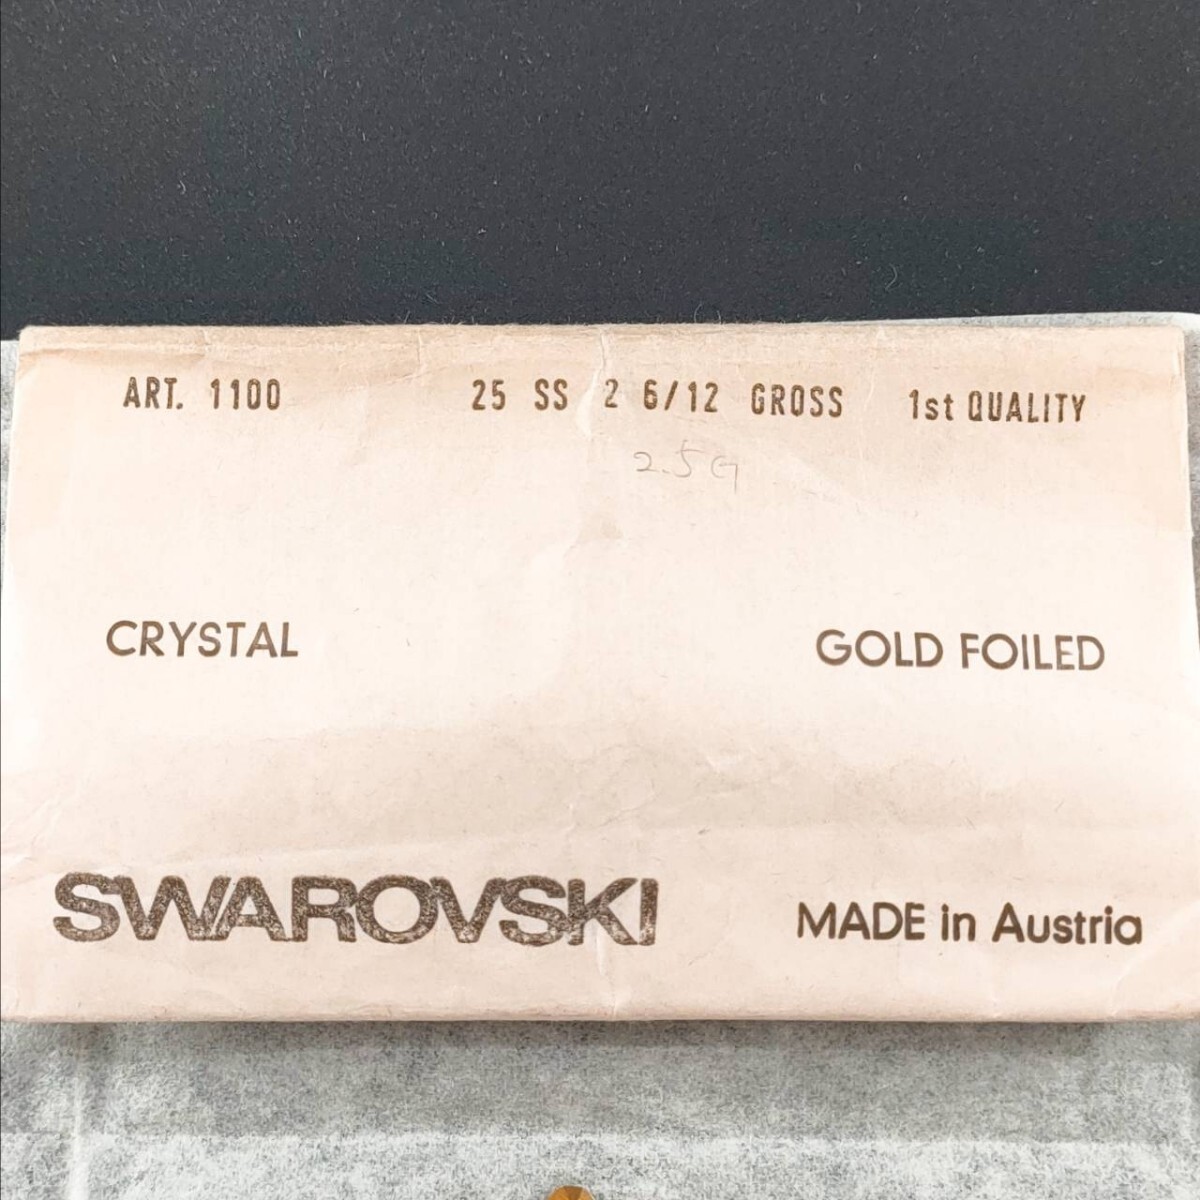 ART. 1100 25 SS 2 6/12 GROSS 1st QUALITY
2.5G
CRYSTAL GOLD FOILED
SWAROVSKI MADE in Austria